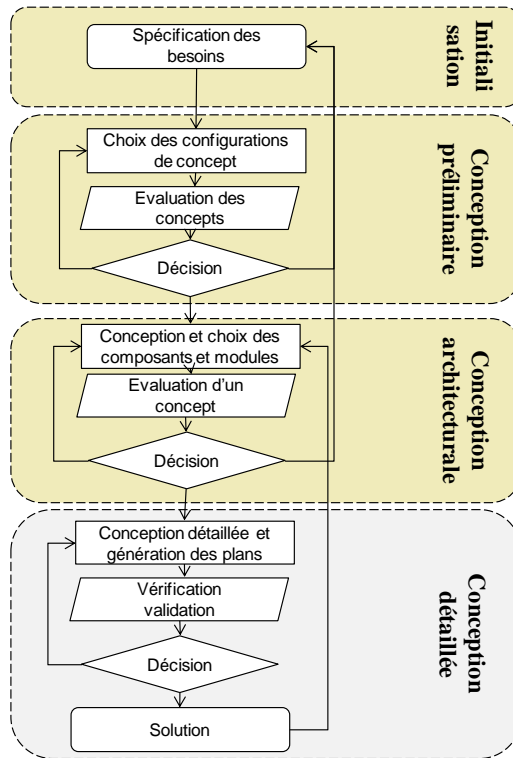 Spécification des
besoins
Initiali
sation
Choix des configurations
de concept
Evaluation des
concepts
Décision
Conception
préliminaire
Conception et choix des
composants et modules
Evaluation d'un
concept
Décision
Conception
architecturale
Conception détaillée et
génération des plans
Vérification
validation
Décision
Solution
Conception
détaillée